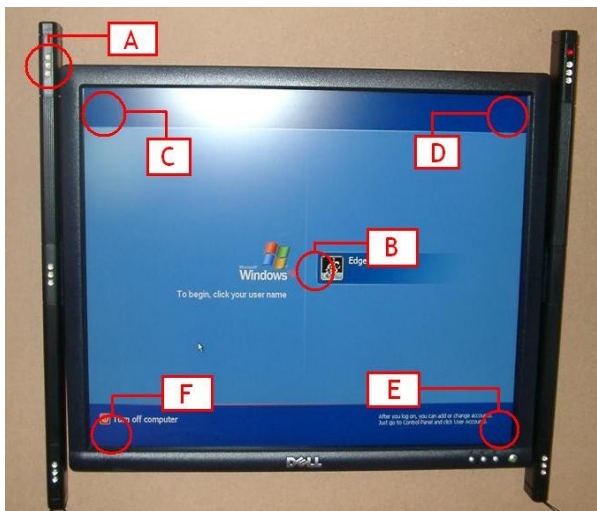 A
C
D
B
Edge
Microsoft
Windows
To begin, click your user name
F
E
Turn off computer
After you log on, you can add or change accounts.
Just go to Control Panel and click User Accounts.
DELL